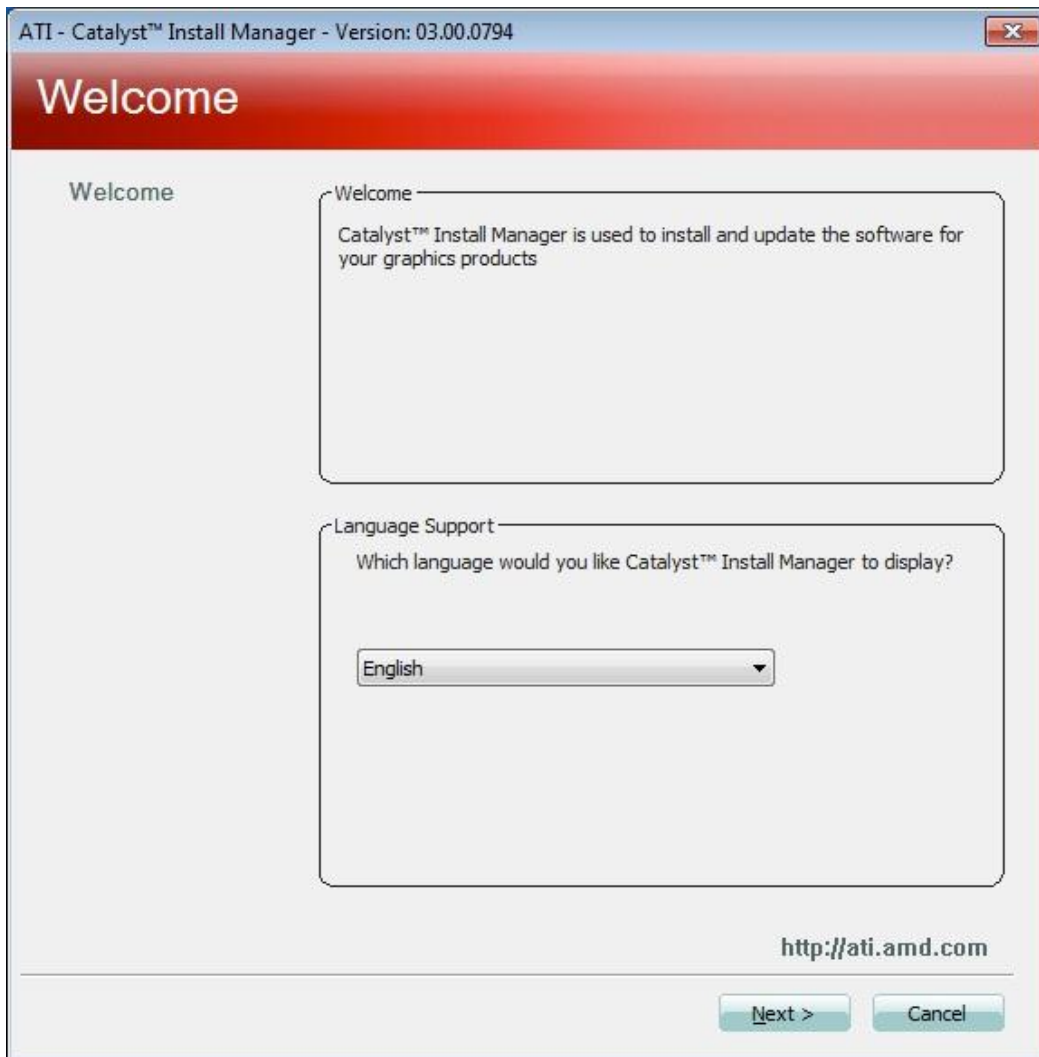 ATI - Catalyst™ Install Manager - Version: 03.00.0794
Welcome
Welcome
Welcome
Catalyst™ Install Manager is used to install and update the software for
your graphics products
Language Support
Which language would you like Catalyst™ Install Manager to display?
English
http://ati.amd.com
Next >
Cancel